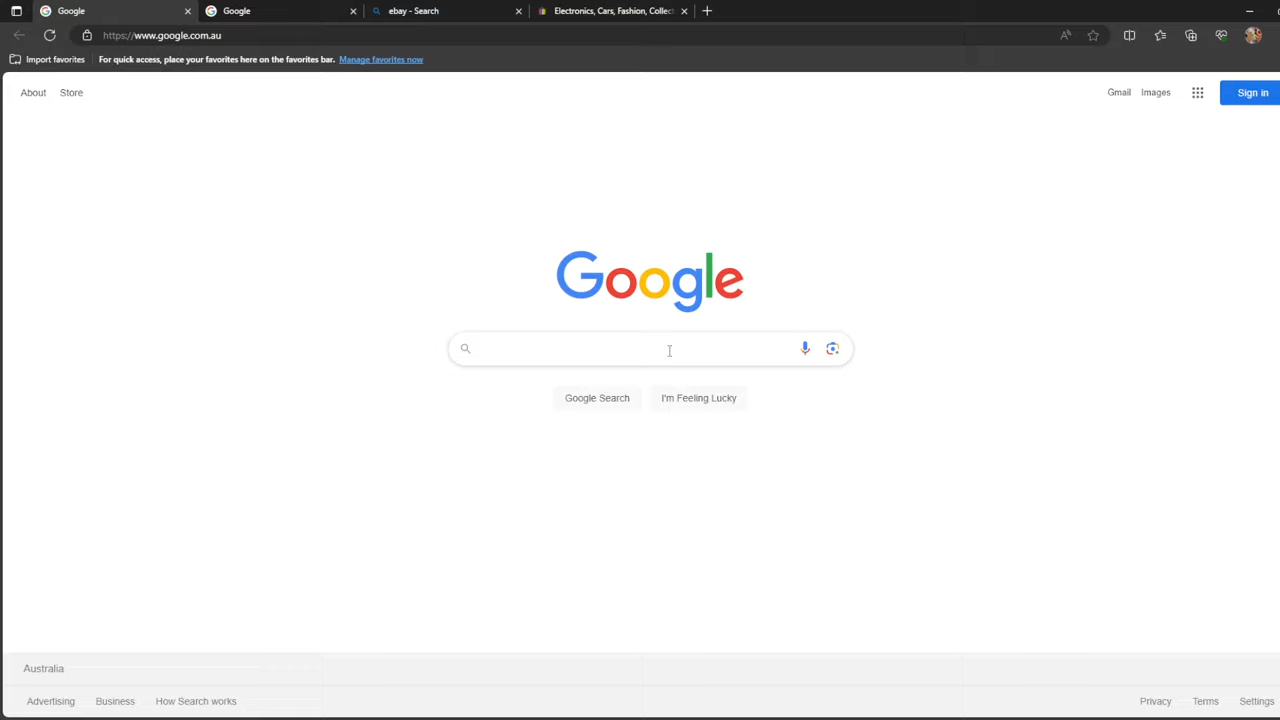 Google Google ebay - Search Electronics, Cars, Fashion, Collect
https://www.google.com.au
Import favorites For quick access, place your favorites here on the favorites bar. Manage favorites now
About Store Gmail Images Sign in
Google
Google Search I'm Feeling Lucky
Australia
Advertising Business How Search works Privacy Terms Settings